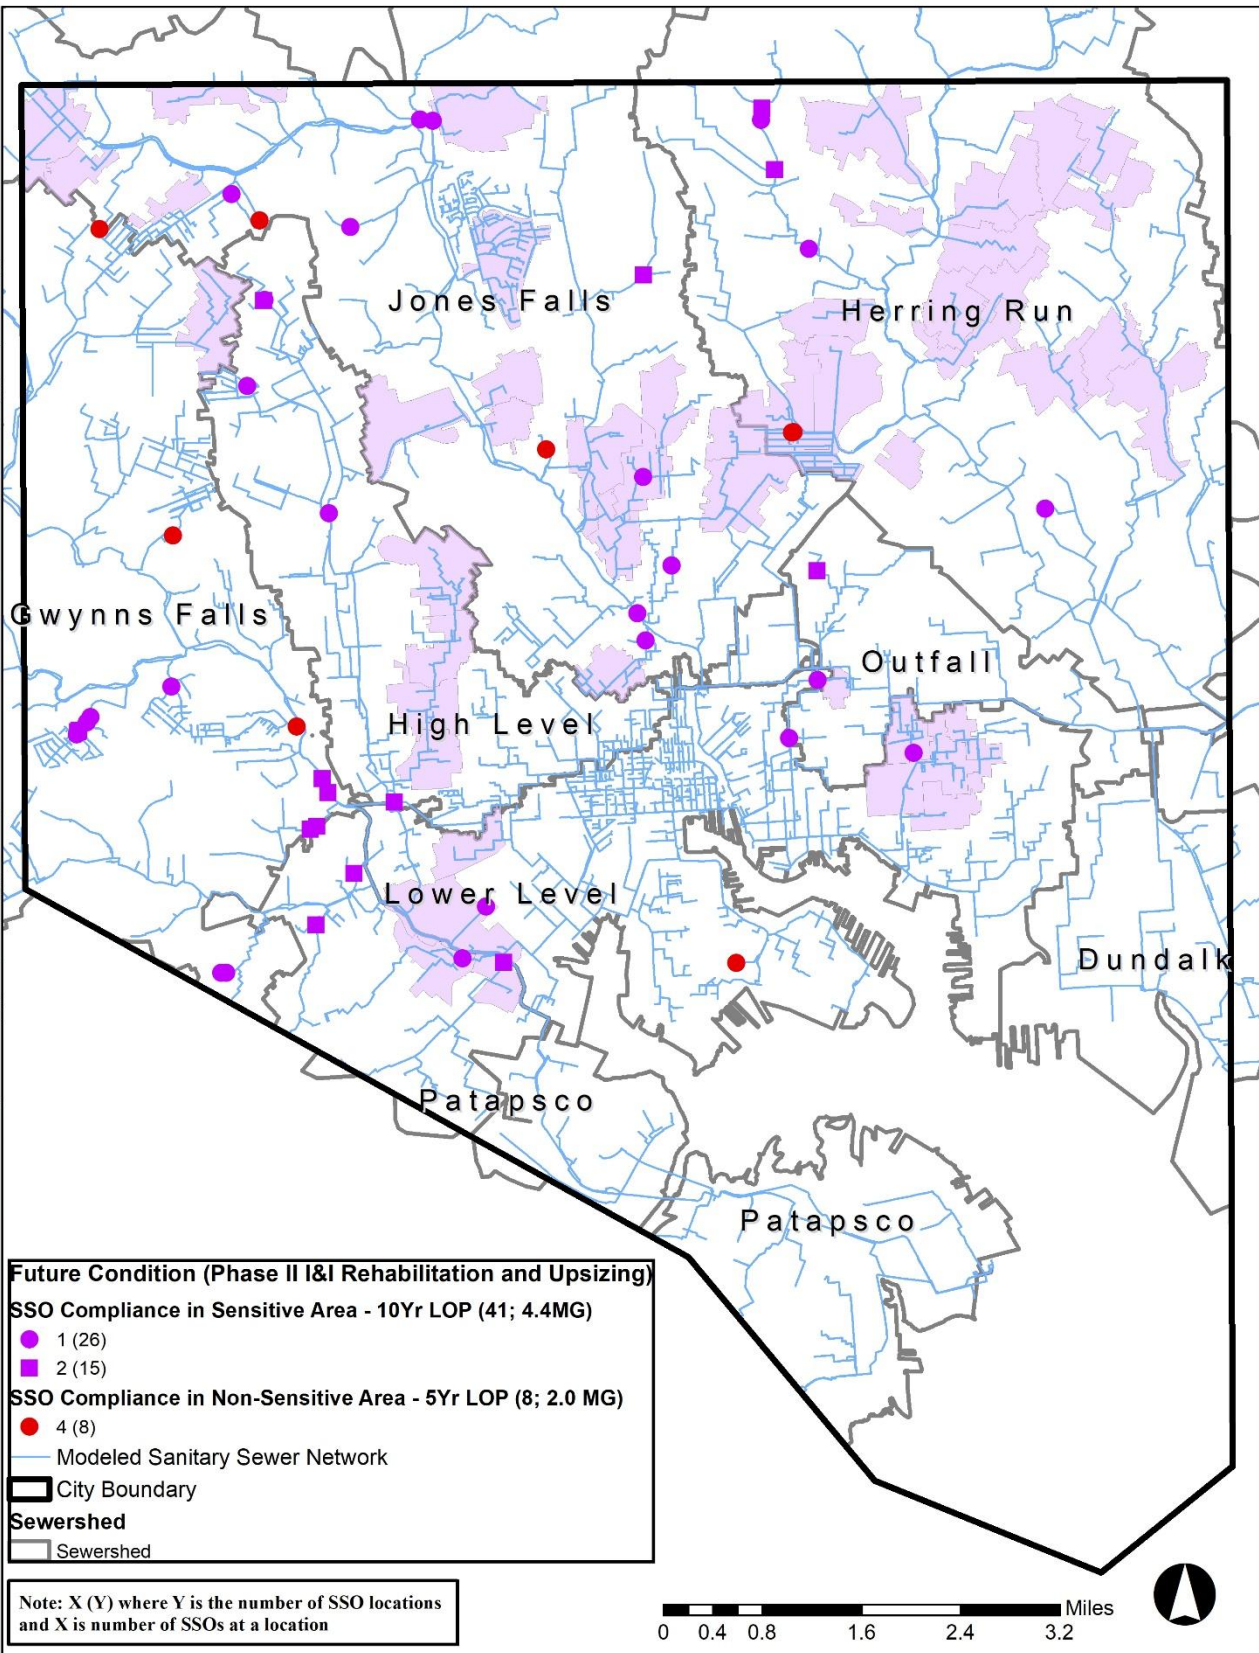 Jones Falls
Herring Run
Gwynns Falls
Outfall
High Level
Lower Level
Dundalk
Patapsco
Patapsco
Future Condition (Phase II I&I Rehabilitation and Upsizing)
SSO Compliance in Sensitive Area - 10Yr LOP (41; 4.4MG)
1 (26)
2 (15)
SSO Compliance in Non-Sensitive Area - 5Yr LOP (8; 2.0 MG)
4 (8)
Modeled Sanitary Sewer Network
City Boundary
Sewershed
Sewershed
Note: X (Y) where Y is the number of SSO locations
and X is number of SSOs at a location
Miles
0 0.4 0.8 1.6 2.4 3.2